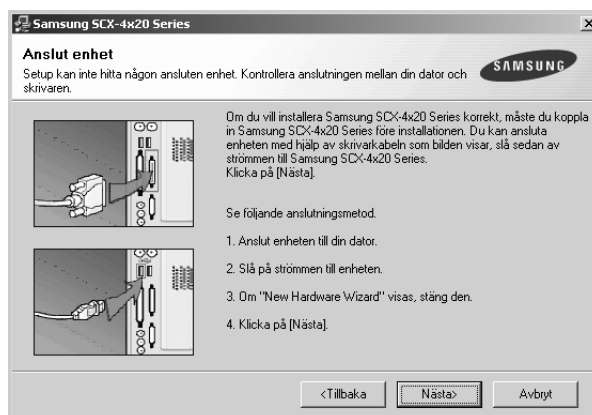 Samsung SCX-4x20 Series
Anslut enhet
Setup kan inte hitta någon ansluten enhet. Kontrollera anslutningen mellan din dator och
skrivaren.
SAMSUNG
Om du vill installera Samsung SCX-4x20 Series korrekt, måste du koppla
in Samsung SCX-4x20 Series före installationen. Du kan ansluta
enheten med hjälp av skrivarkabeln som bilden visar, slå sedan av
strömmen till Samsung SCX-4x20 Series.
Klicka på [Nästa].
Se följande anslutningsmetod.
1. Anslut enheten till din dator.
2. Slå på strömmen till enheten.
3. Om "New Hardware Wizard" visas, stäng den.
4. Klicka på [Nästa].
<Tillbaka
Nästa>
Avbryt